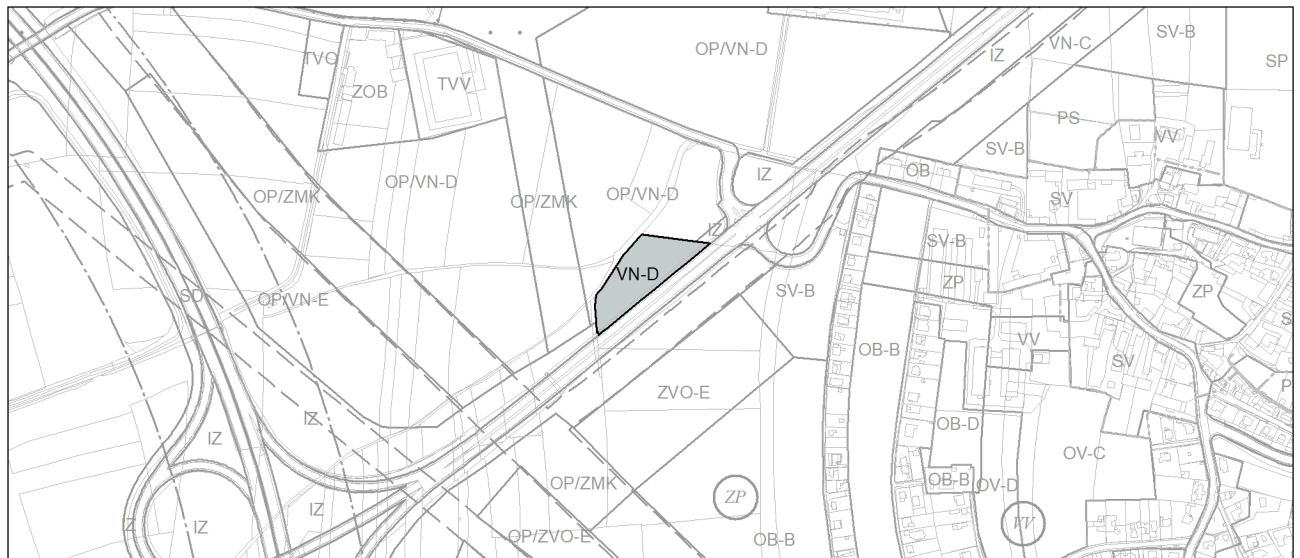 OP/VN-D
IZ
VN-C
SV-B
SP
TVO
ZOB
TVV
PS
VV
SV-B
IZ
OB
OP/ZMK
OP/VN-D
OP/ZMK
OP/VN-D
SV
IZ
SV-B
VN-D
OP/VN-E
SD
SV-B
ZP
ZP
OB-B
VV
SV
ZVO-E
IZ
IZ
OB-D
OV-C
OP/ZMK
OB-B
OV-D
ZP
IZ
IZ
IZ
OP/ZVO-E
VV
OB-B